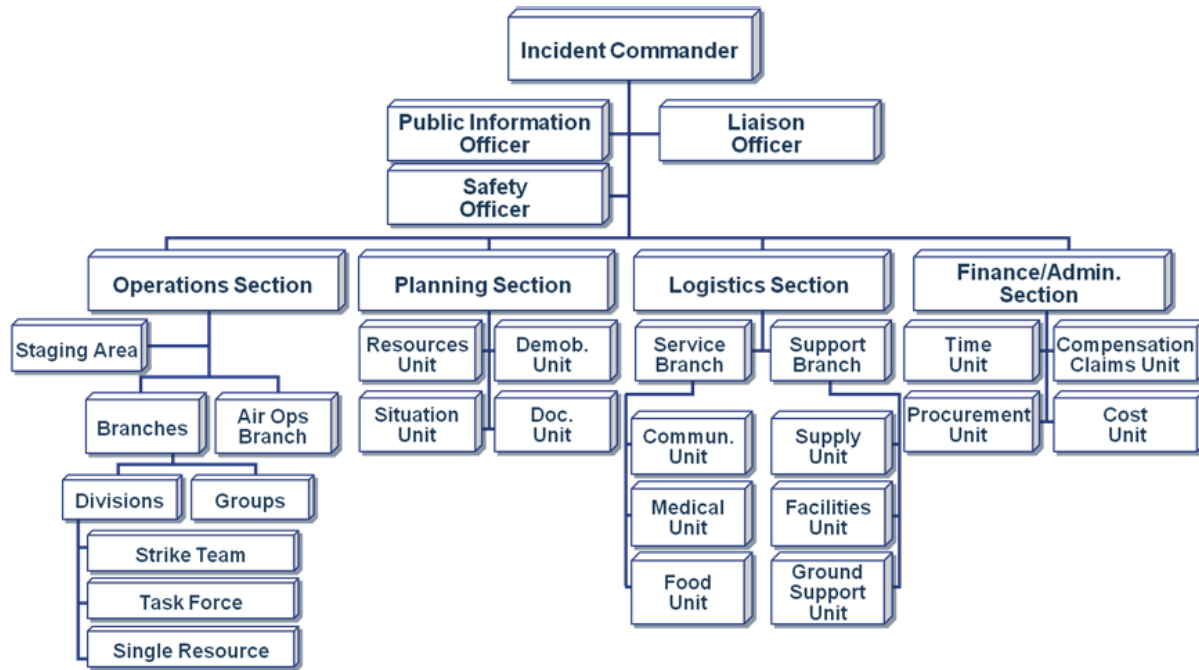 Incident Commander
Public Information
Officer
Liaison
Officer
Safety
Officer
Operations Section
Planning Section
Logistics Section
Finance/Admin.
Section
Staging Area
Branches
Air Ops
Branch
Divisions
Groups
Strike Team
Task Force
Single Resource
Resources
Unit
Demob.
Unit
Situation
Unit
Doc.
Unit
Service
Branch
Support
Branch
Commun.
Unit
Supply
Unit
Medical
Unit
Facilities
Unit
Food
Unit
Ground
Support
Unit
Time
Unit
Compensation
Claims Unit
Procurement
Unit
Cost
Unit